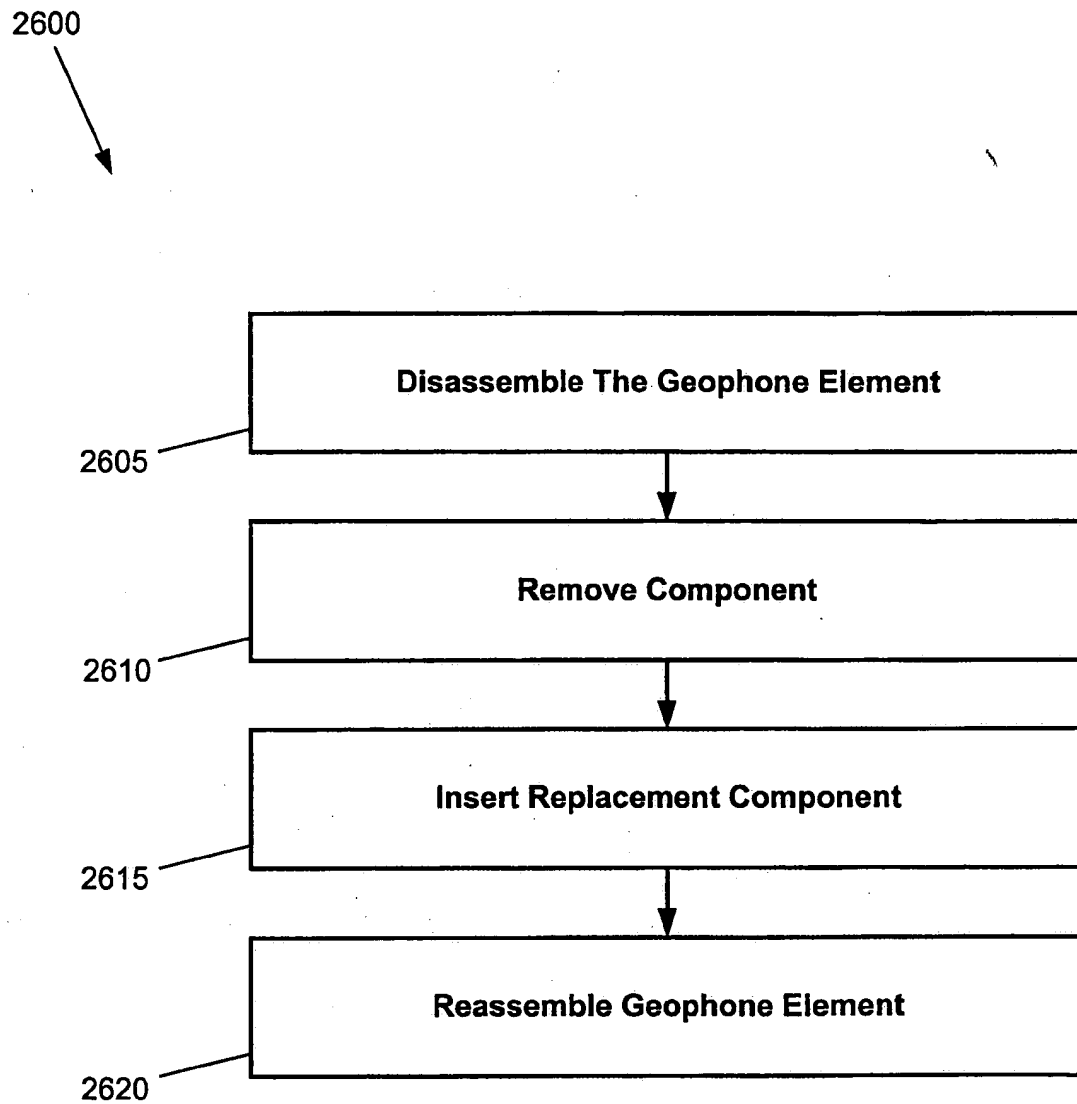 2600
Disassemble The Geophone Element
2605
Remove Component
2610
Insert Replacement Component
2615
Reassemble Geophone Element
2620